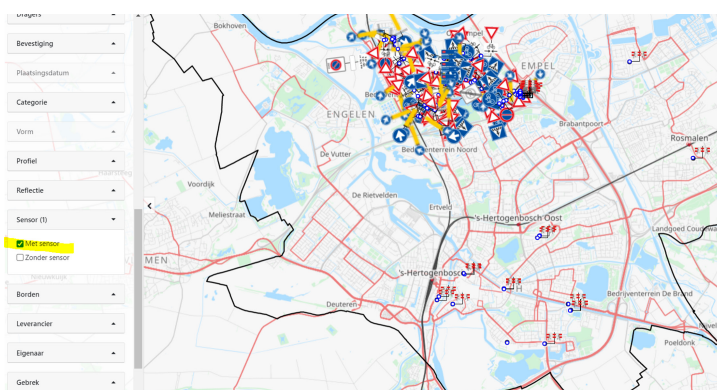 Dragers
Bevestiging
Plaatsingsdatum
Categorie
Vorm
Profiel
Reflectie
Sensor (1)
Met sensor
Zonder sensor
Borden
Leverancier
Eigenaar
Gebrek
Bokhoven
EMPEL
ENGELEN
Brabantpoort
Rosmalen
De Vutter
Bedrijventerrein Noord
Voordijk
De Rietvelden
Meliestraat
Ertveld
's-Hertogenbosch Oost
Landgoed Coudewa
MEN
's-Hertogenbosch
Deuteren
Bedrijventerrein De Brand
Poeldonk